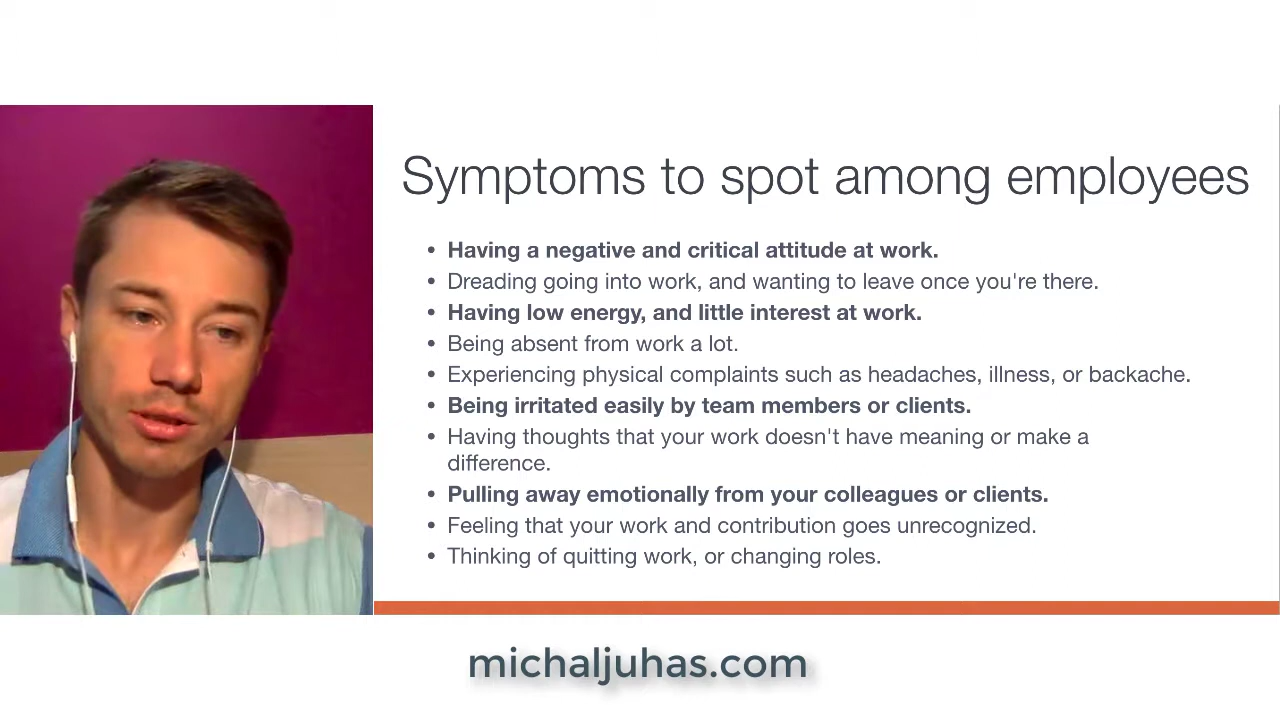 Symptoms to spot among employees
• Having a negative and critical attitude at work.
• Dreading going into work, and wanting to leave once you're there.
• Having low energy, and little interest at work.
• Being absent from work a lot.
• Experiencing physical complaints such as headaches, illness, or backache.
• Being irritated easily by team members or clients.
• Having thoughts that your work doesn't have meaning or make a
difference.
• Pulling away emotionally from your colleagues or clients.
• Feeling that your work and contribution goes unrecognized.
• Thinking of quitting work, or changing roles.
michaljuhas.com